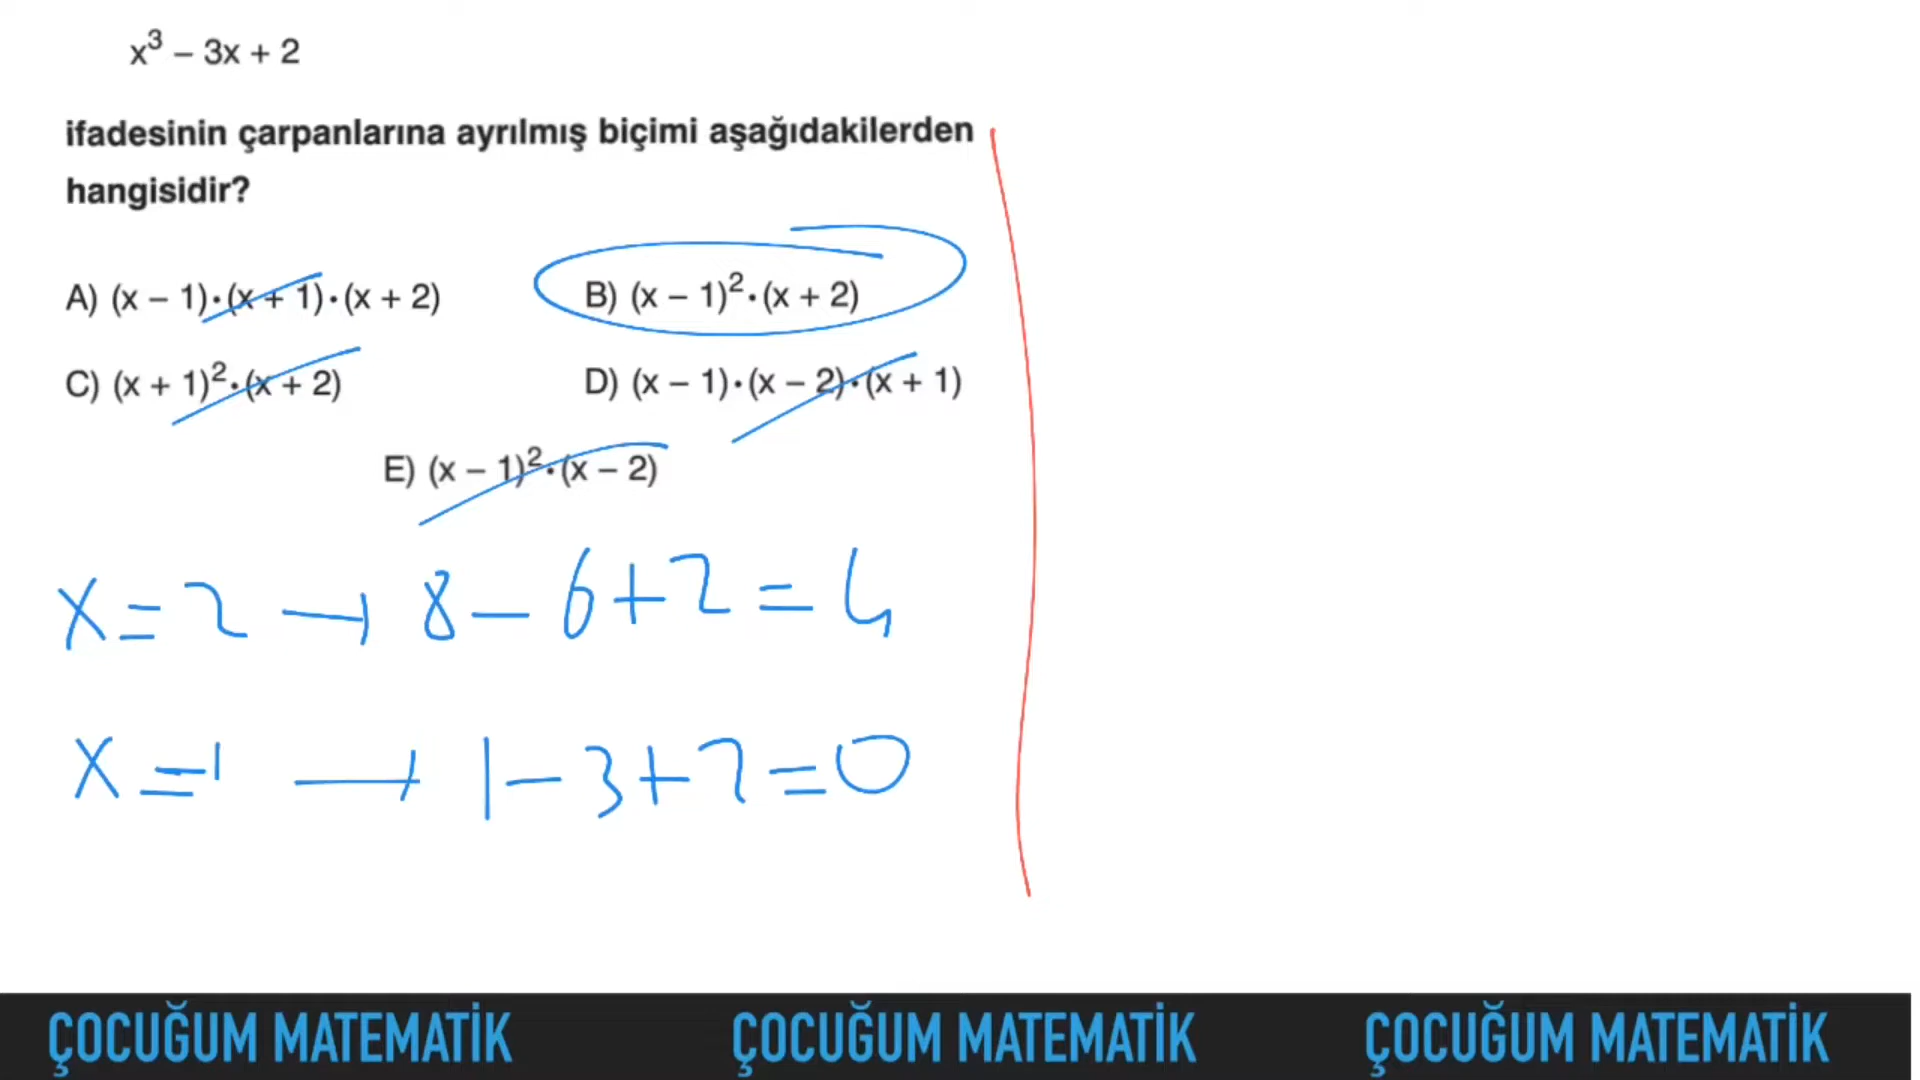 x³ – 3x + 2
ifadesinin çarpanlarına ayrılmış biçimi aşağıdakilerden
hangisidir?
A) (x – 1)·(x + 1)·(x + 2) B) (x – 1)²·(x + 2)
C) (x + 1)²·(x + 2) D) (x – 1)·(x – 2)·(x + 1)
E) (x – 1)²·(x – 2)
x = 2 → 8 – 6 + 2 = 4
x = 1 → 1 – 3 + 2 = 0
ÇOCUĞUM MATEMATİK ÇOCUĞUM MATEMATİK ÇOCUĞUM MATEMATİK